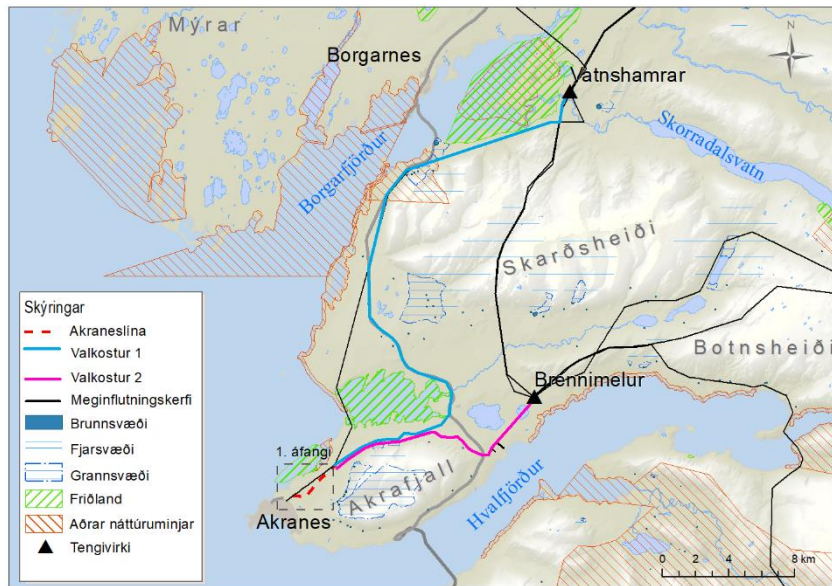 Mýrar
Borgarnes
N
Vatnshamrar
Borgarfjörður
Skorradalsvatn
Skarðsheiði
Botnsheiði
Brennimelur
1. áfangi
Akrafjall
Akranes
Hvalfjörður
Skýringar
Akraneslína
Valkostur 1
Valkostur 2
Meginflutningskerfi
Brunnsvæði
Fjarsvæði
Grannsvæði
Friðland
Aðrar náttúruminjar
Tengivirki
0 2 4 8 km